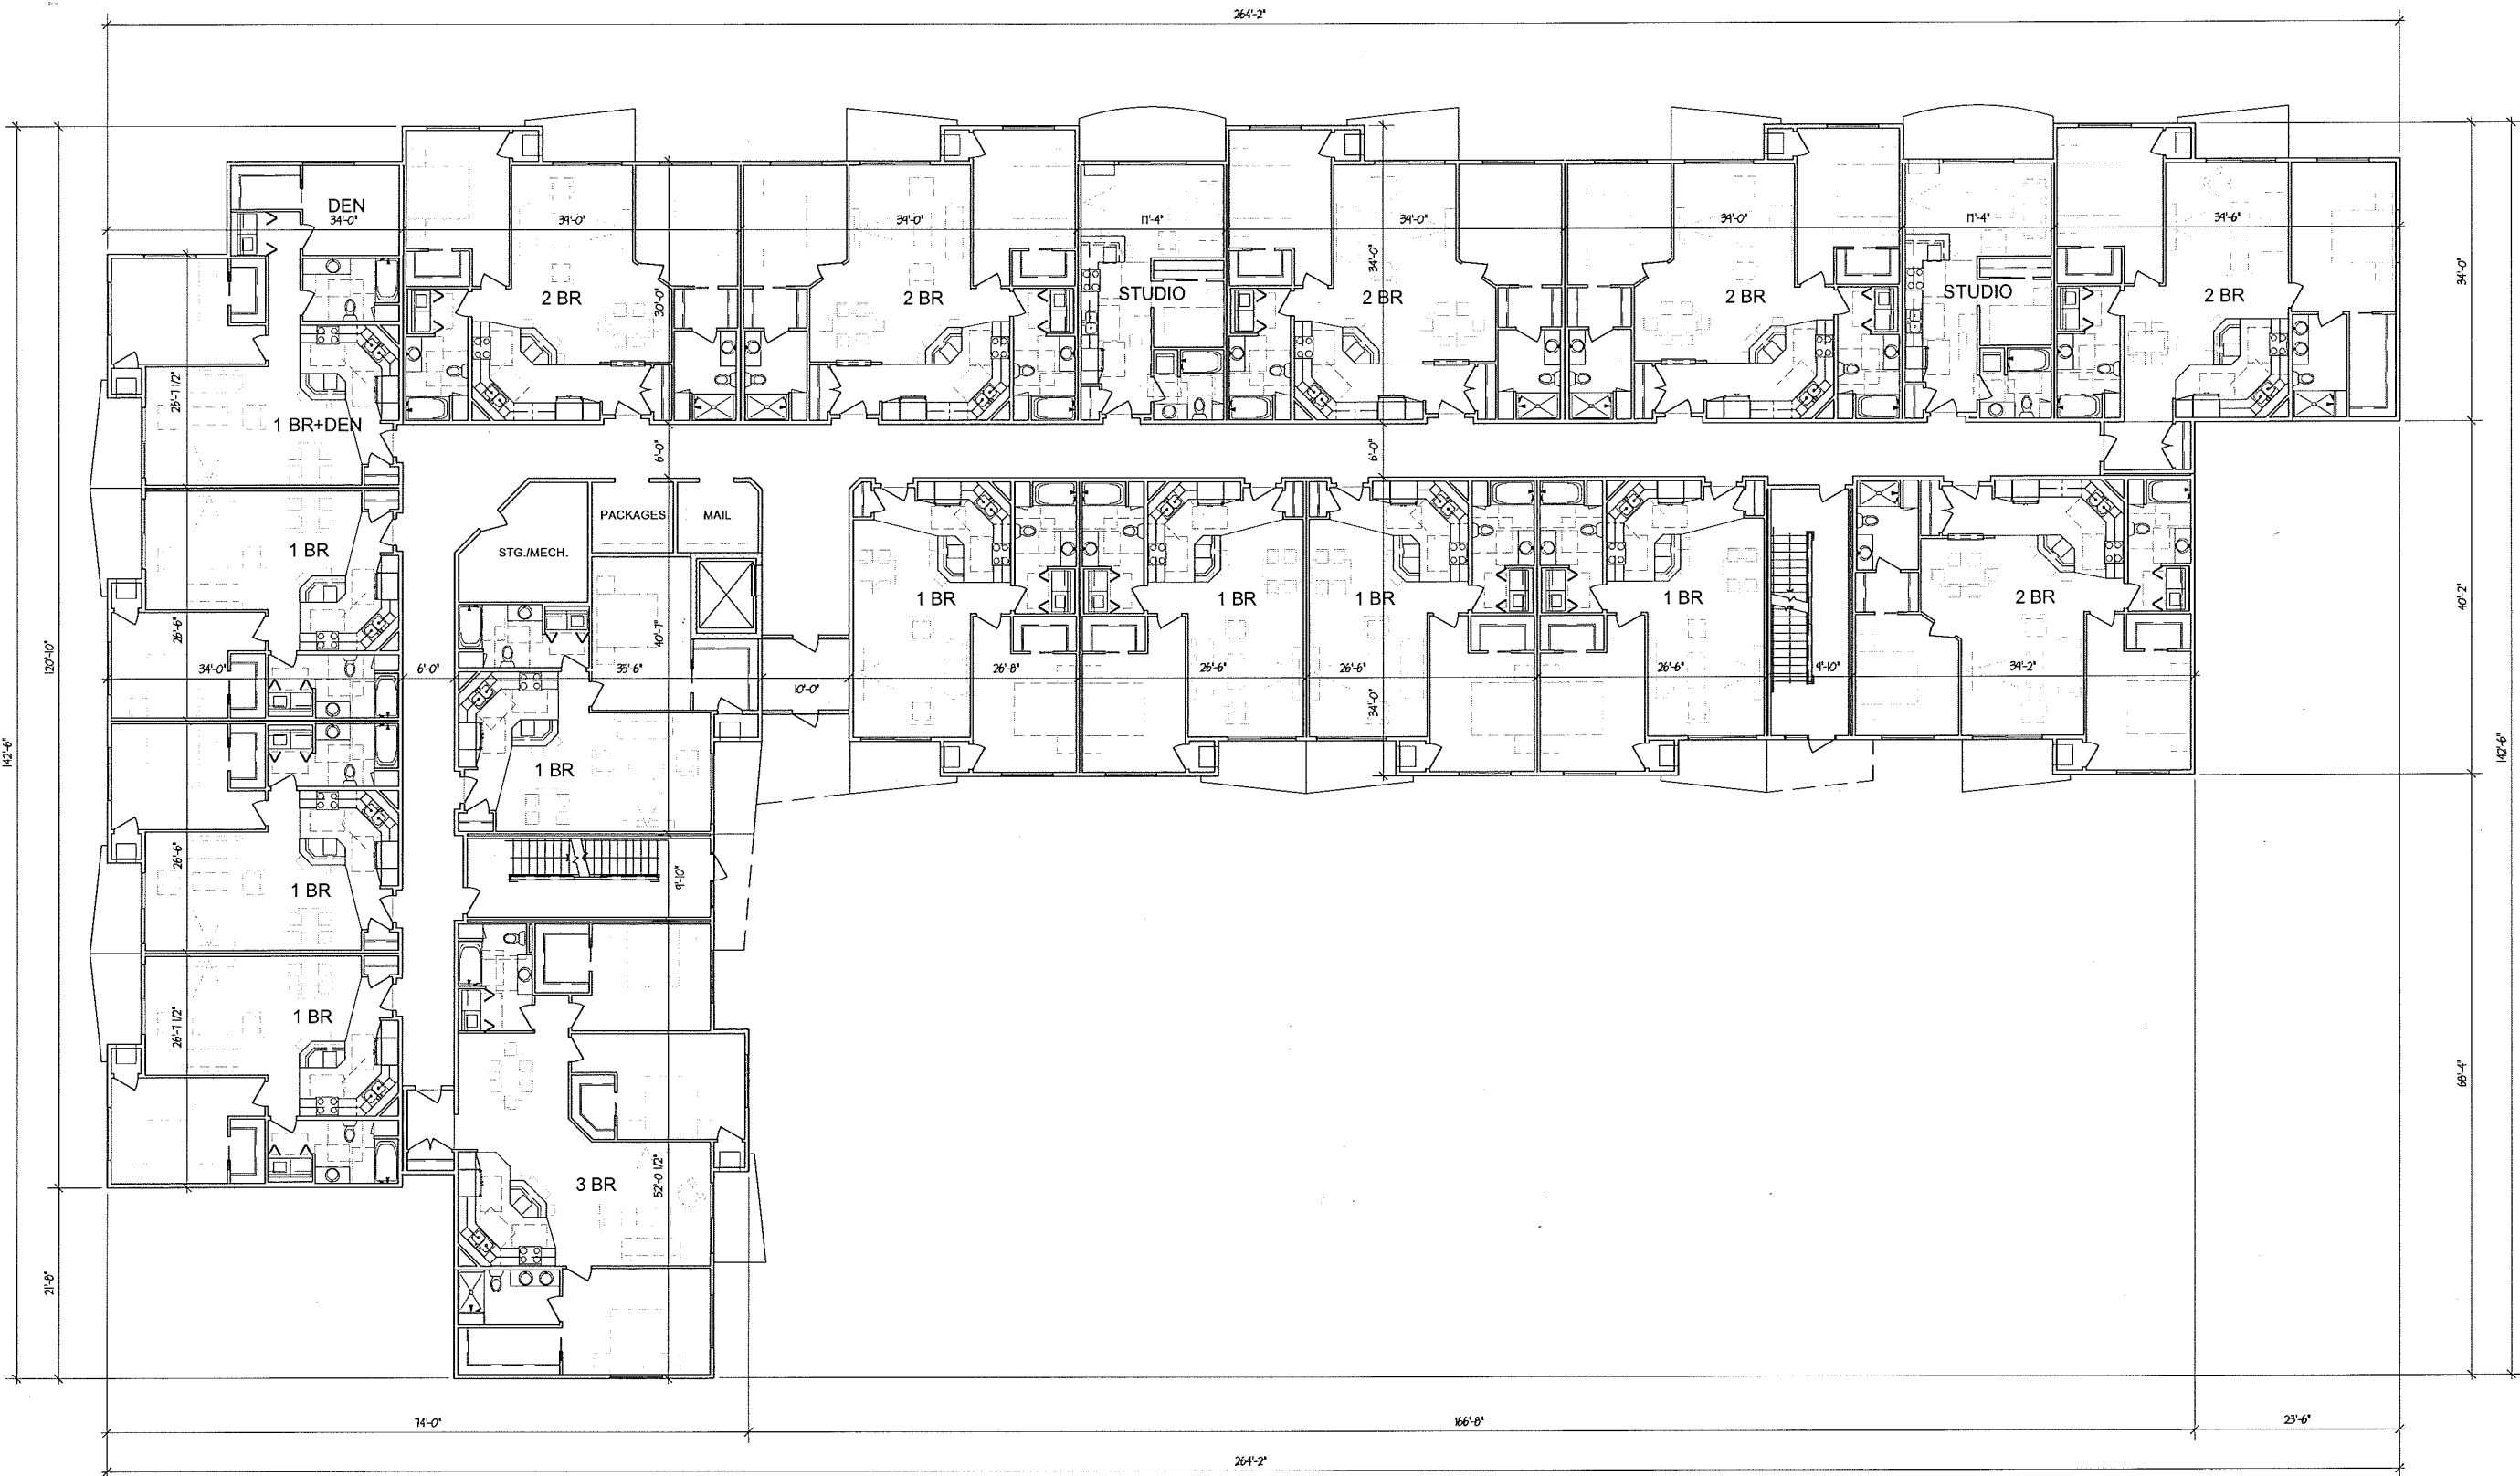 264'-2"
DEN
34'-0"
34'-0"
34'-0"
17'-4"
34'-0"
34'-0"
17'-4"
34'-6"
34'-0"
34'-0"
2 BR
30'-0"
2 BR
STUDIO
2 BR
2 BR
STUDIO
2 BR
26'-7 1/2"
1 BR+DEN
6'-0"
6'-0"
PACKAGES
MAIL
1 BR
STG./MECH.
1 BR
1 BR
1 BR
1 BR
2 BR
40'-2"
26'-6"
40'-7"
120'-10"
34'-0"
6'-0"
35'-6"
10'-0"
26'-8"
26'-6"
26'-6"
26'-6"
9'-10"
39'-2"
34'-0"
142'-6"
142'-6"
1 BR
26'-6"
1 BR
9'-10"
1 BR
26'-7 1/2"
68'-4"
3 BR
52'-0 1/2"
21'-8"
74'-0"
166'-8"
23'-6"
264'-2"